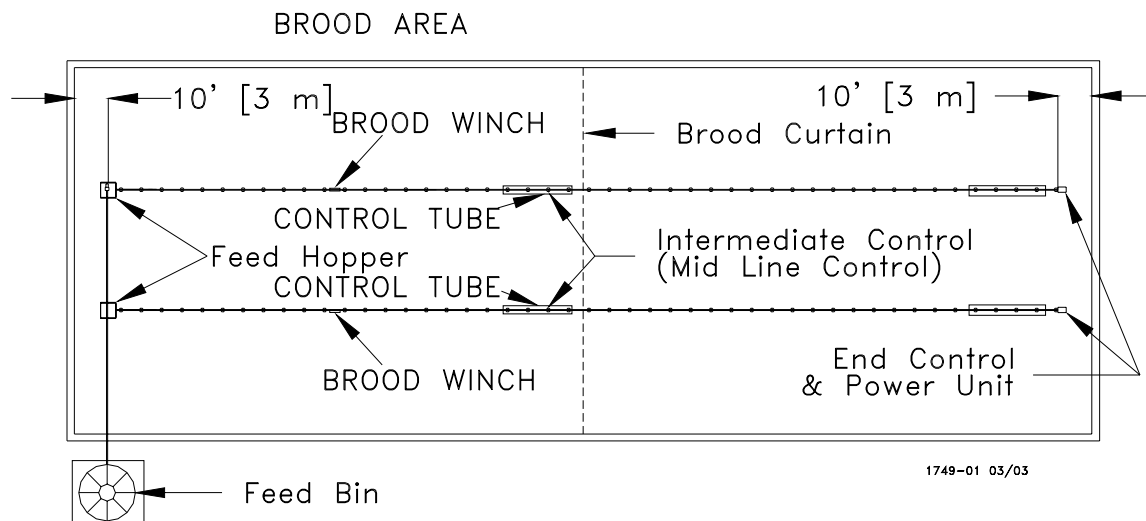 BROOD AREA
10' [3 m]
10' [3 m]
BROOD WINCH
Brood Curtain
CONTROL TUBE
Intermediate Control
(Mid Line Control)
Feed Hopper
CONTROL TUBE
End Control
& Power Unit
BROOD WINCH
1749-01 03/03
Feed Bin